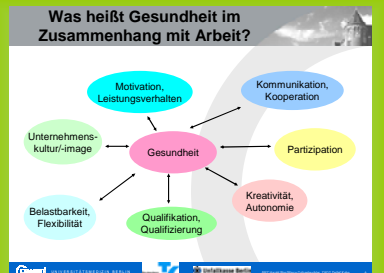 Was heißt Gesundheit im
Zusammenhang mit Arbeit?
Motivation,
Leistungsverhalten
Kommunikation,
Kooperation
Unternehmens-
kultur/-image
Gesundheit
Partizipation
Kreativität,
Autonomie
Belastbarkeit,
Flexibilität
Qualifikation,
Qualifizierung
UNIVERSITÄTSMEDIZIN BERLIN
Unfallkasse Berlin